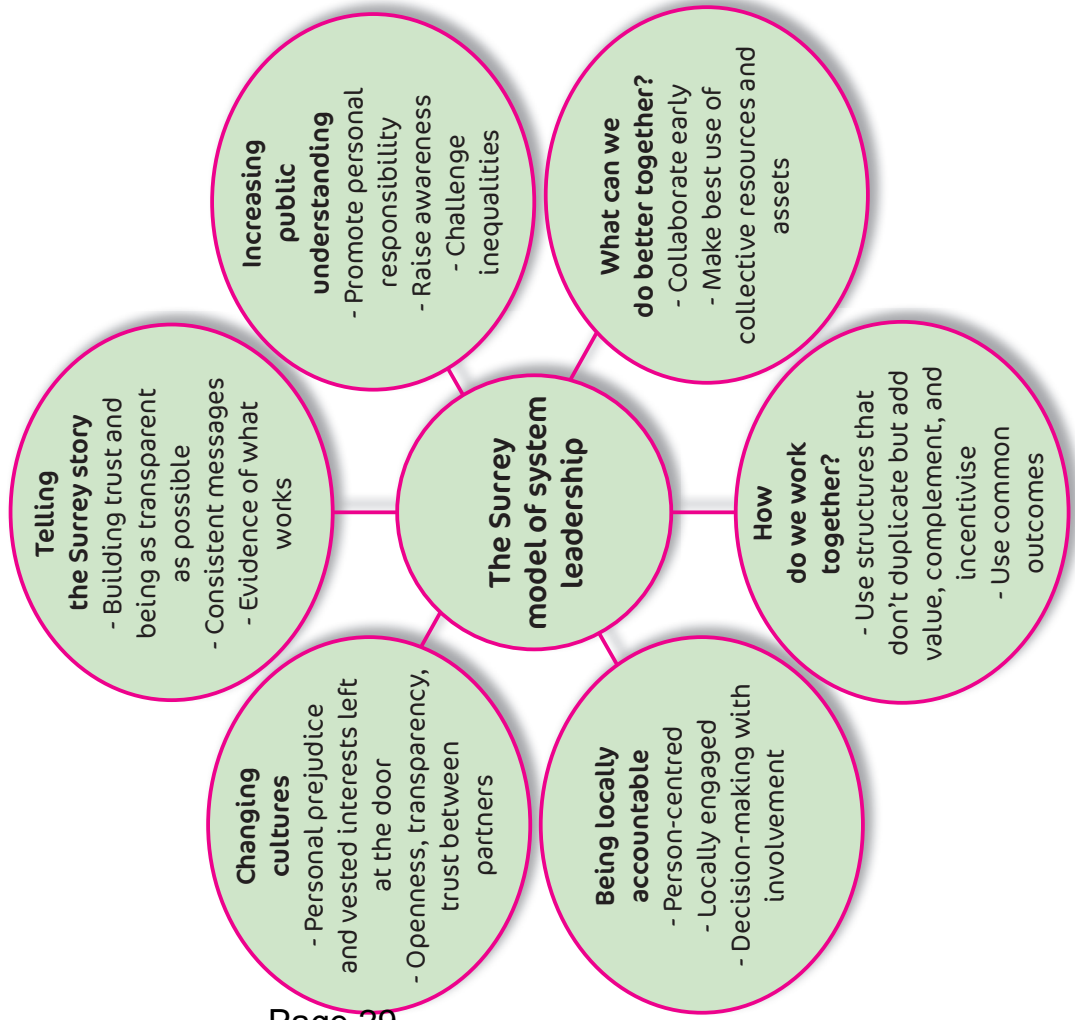 The Surrey
model of system
leadership
Telling
the Surrey story
- Building trust and
being as transparent
as possible
- Consistent messages
- Evidence of what
works
Increasing
public
understanding
- Promote personal
responsibility
- Raise awareness
- Challenge
inequalities
What can we
do better together?
- Collaborate early
- Make best use of
collective resources and
assets
How
do we work
together?
- Use structures that
don't duplicate but add
value, complement, and
incentivise
- Use common
outcomes
Being locally
accountable
- Person-centred
- Locally engaged
- Decision-making with
involvement
Changing
cultures
- Personal prejudice
and vested interests left
at the door
- Openness, transparency,
trust between
partners
Page 29